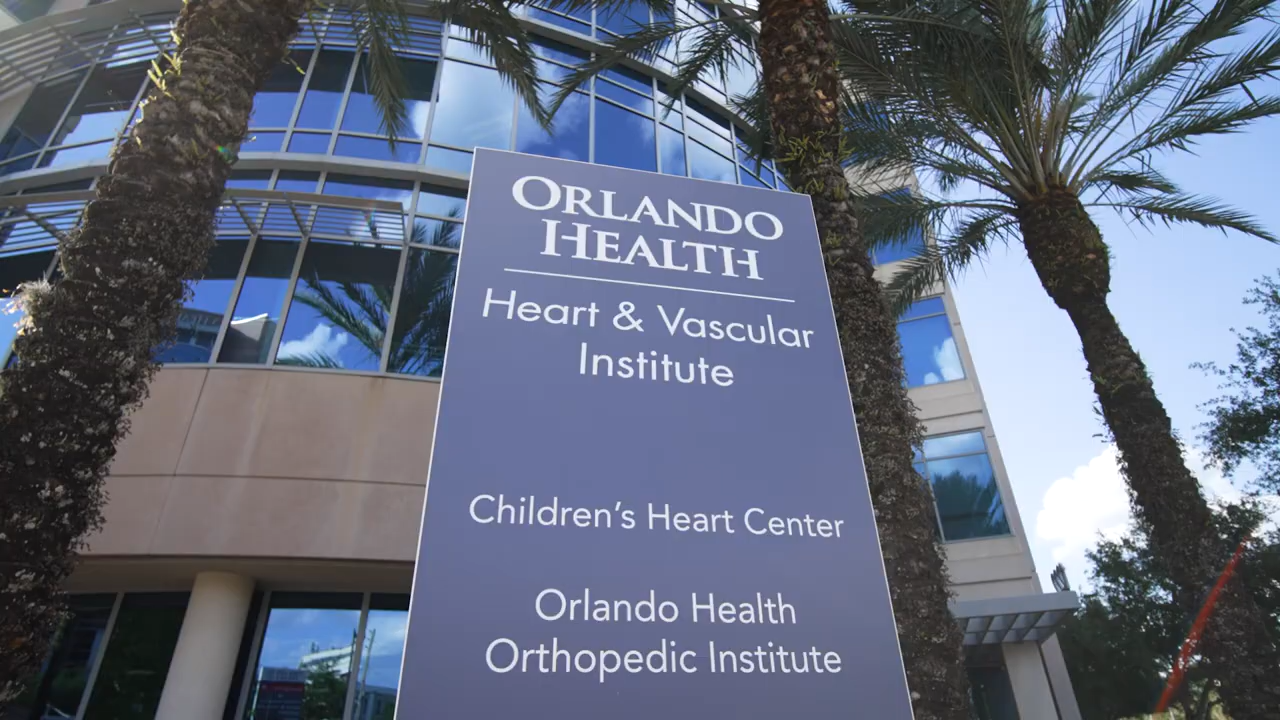 ORLANDO
HEALTH
Heart & Vascular
Institute
Children's Heart Center
Orlando Health
Orthopedic Institute